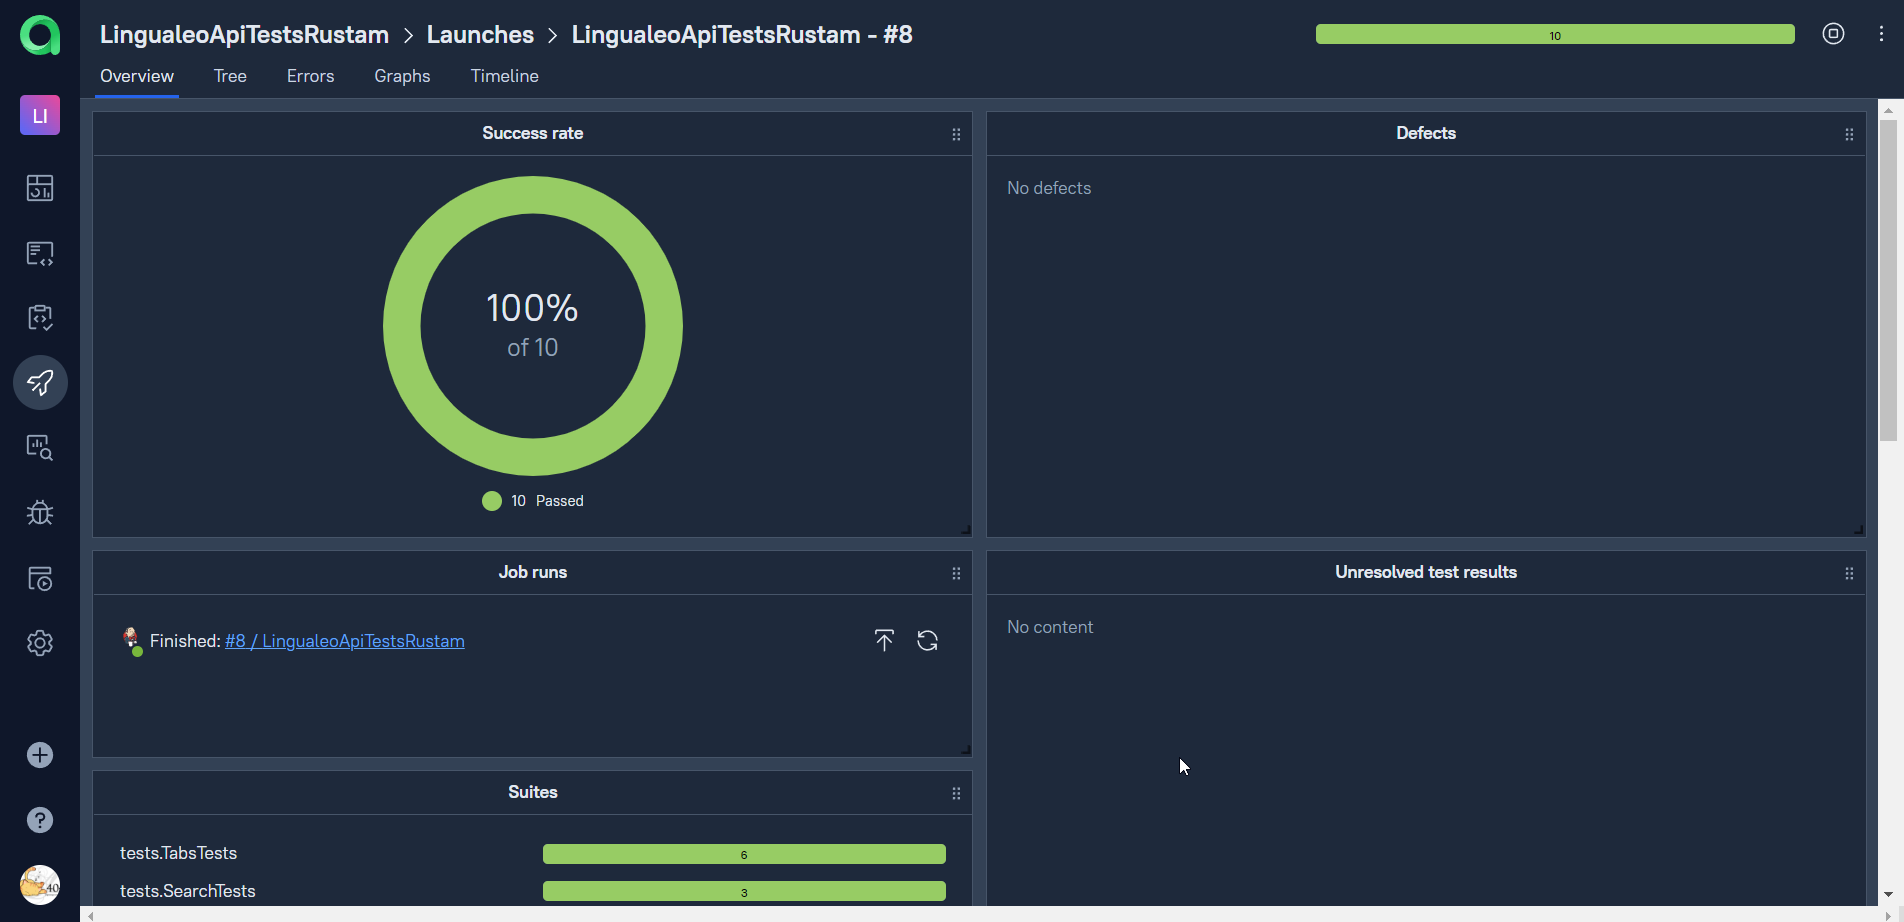 LingualeoApiTestsRustam > Launches > LingualeoApiTestsRustam - #8
10
Overview Tree Errors Graphs Timeline
LI
Success rate
100%
of 10
10 Passed
Defects
No defects
Job runs
Finished: #8 / LingualeoApiTestsRustam
Unresolved test results
No content
Suites
tests.TabsTests 6
tests.SearchTests 3
?
40